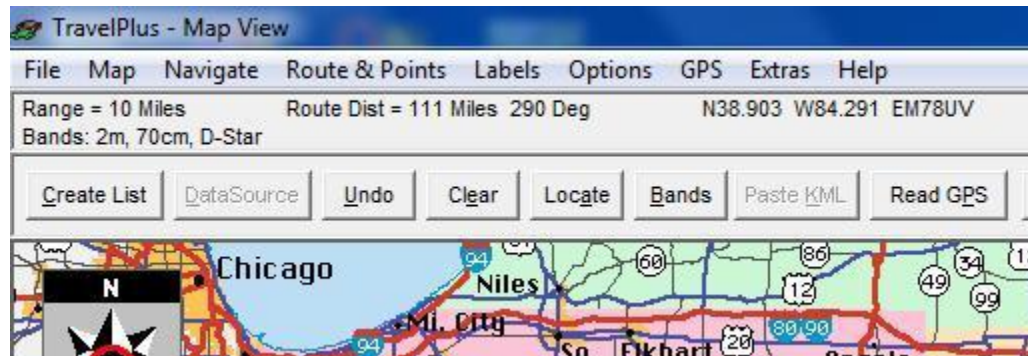 TravelPlus - Map View
File Map Navigate Route & Points Labels Options GPS Extras Help
Range = 10 Miles Route Dist = 111 Miles 290 Deg N38.903 W84.291 EM78UV
Bands: 2m, 70cm, D-Star
Create List DataSource Undo Clear Locate Bands Paste KML Read GPS
Chicago 94 60 86
N Niles 12 49 34 99
Mi. City 80 90
94 So. Elkhart 20